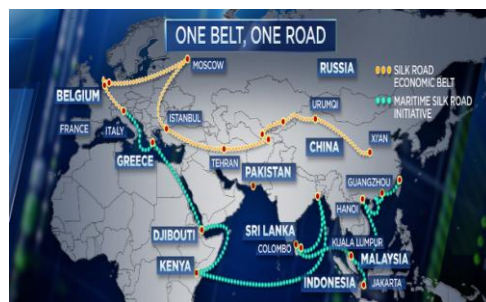 ONE BELT, ONE ROAD
MOSCOW
RUSSIA
SILK ROAD
ECONOMIC BELT
MARITIME SILK ROAD
INITIATIVE
BELGIUM
URUMQI
ISTANBUL
FRANCE
ITALY
XI'AN
CHINA
GREECE
TEHRAN
PAKISTAN
GUANGZHOU
HANOI
DJIBOUTI
SRI LANKA
COLOMBO
KUALA LUMPUR
MALAYSIA
KENYA
INDONESIA
JAKARTA